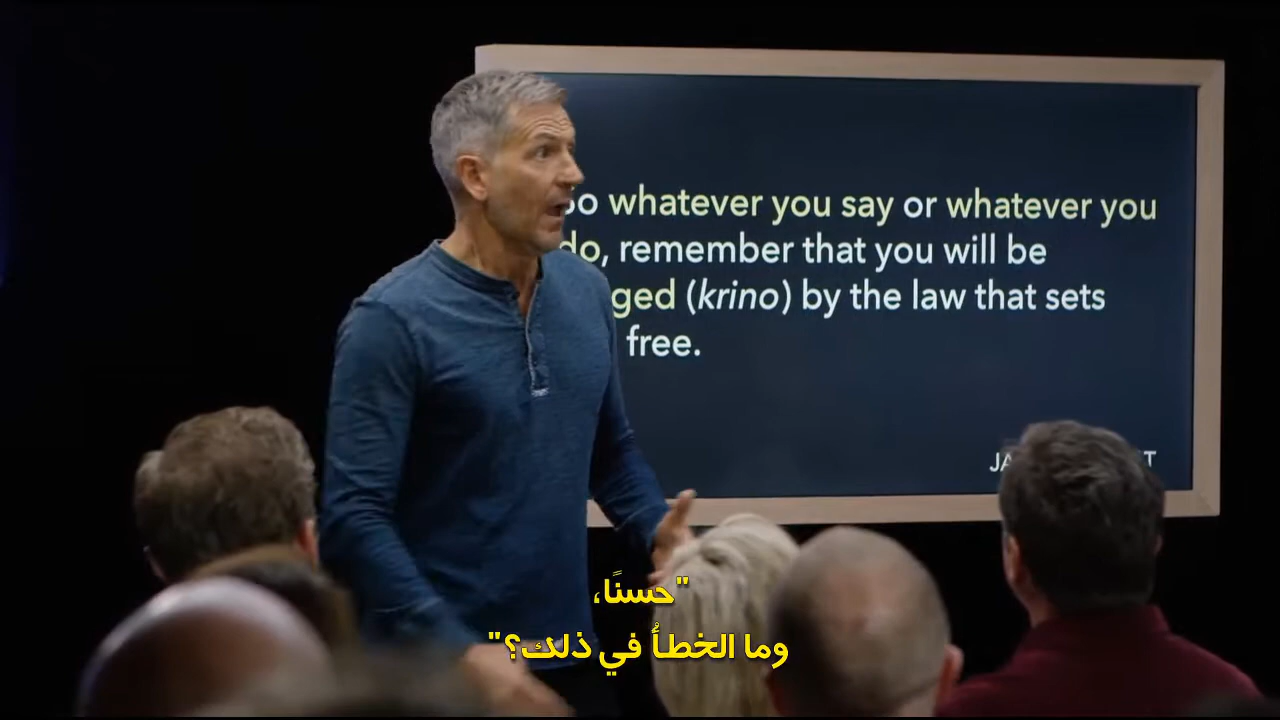 So whatever you say or whatever you
do, remember that you will be
ged (krino) by the law that sets
free.
"حسنًا،
وما الخطأ في ذلك؟"